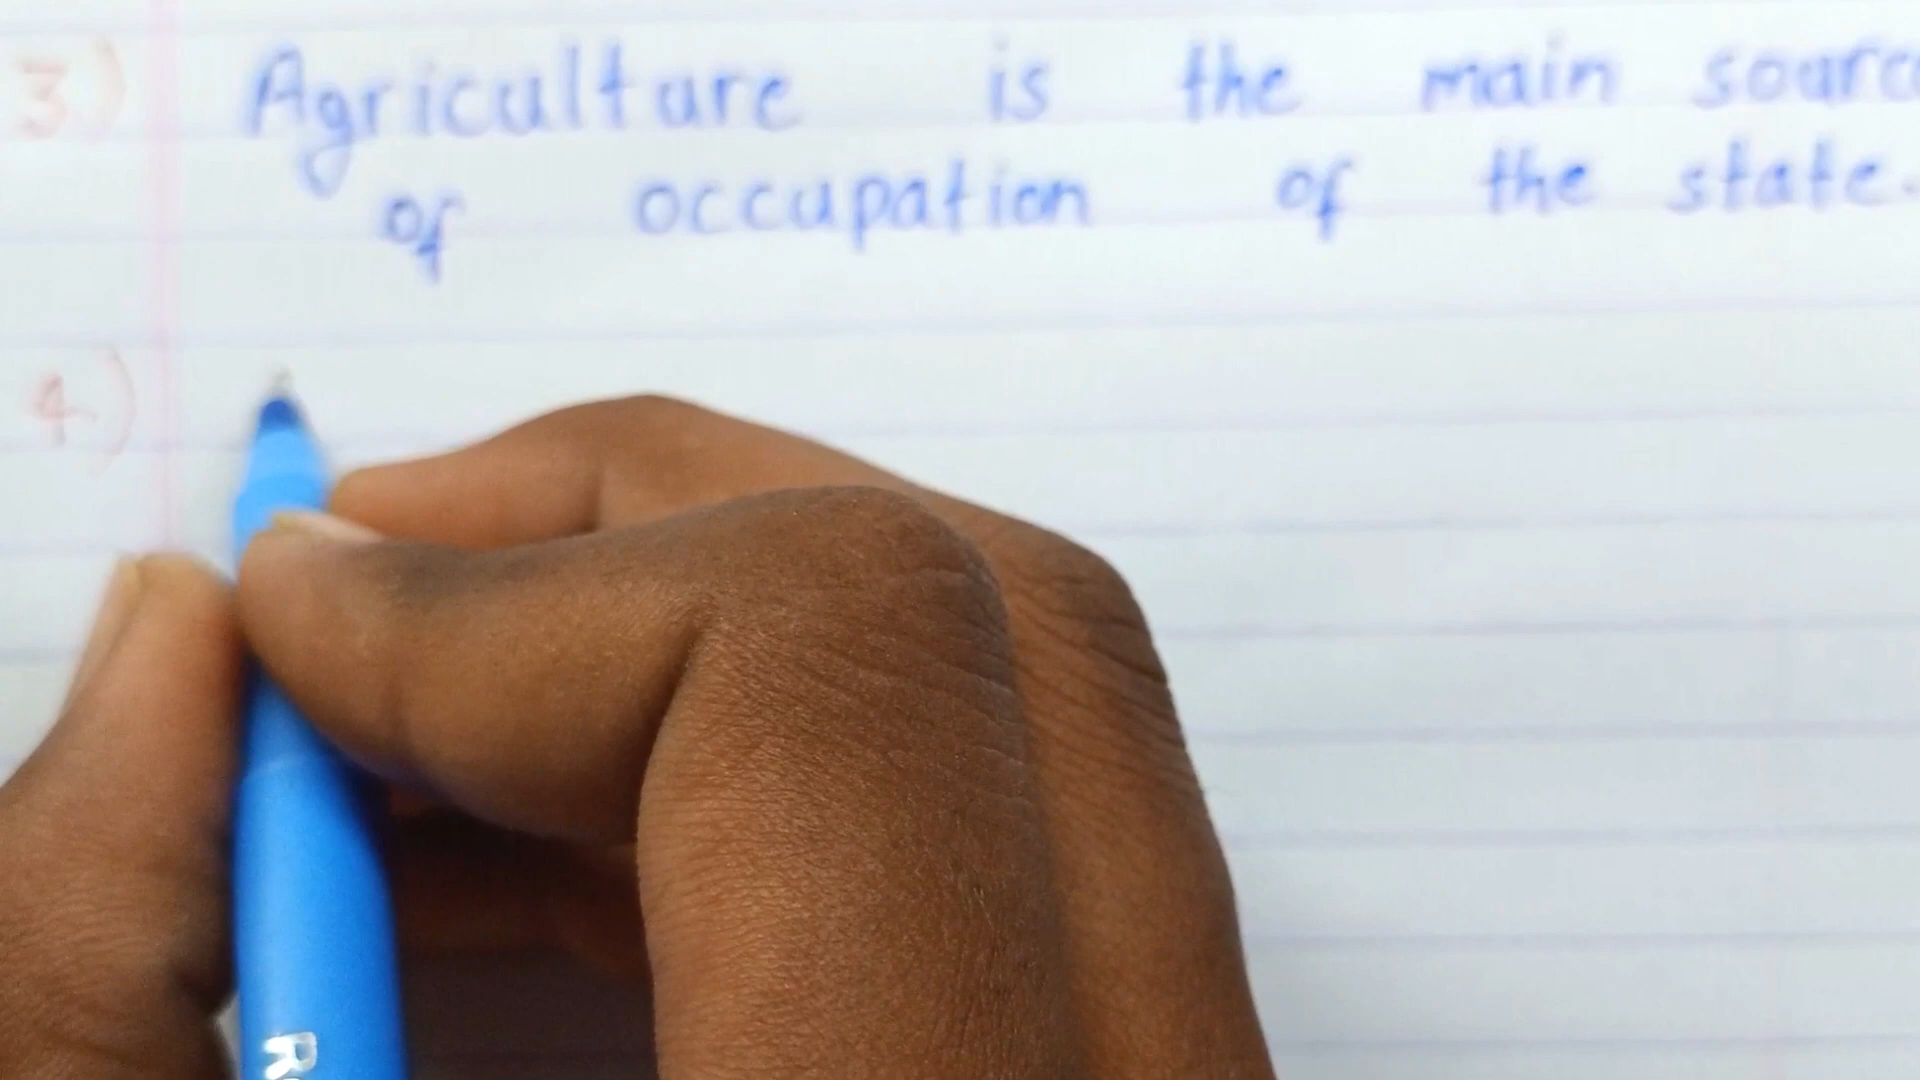 3) Agriculture is the main sourc
of occupation of the state.
4)
R